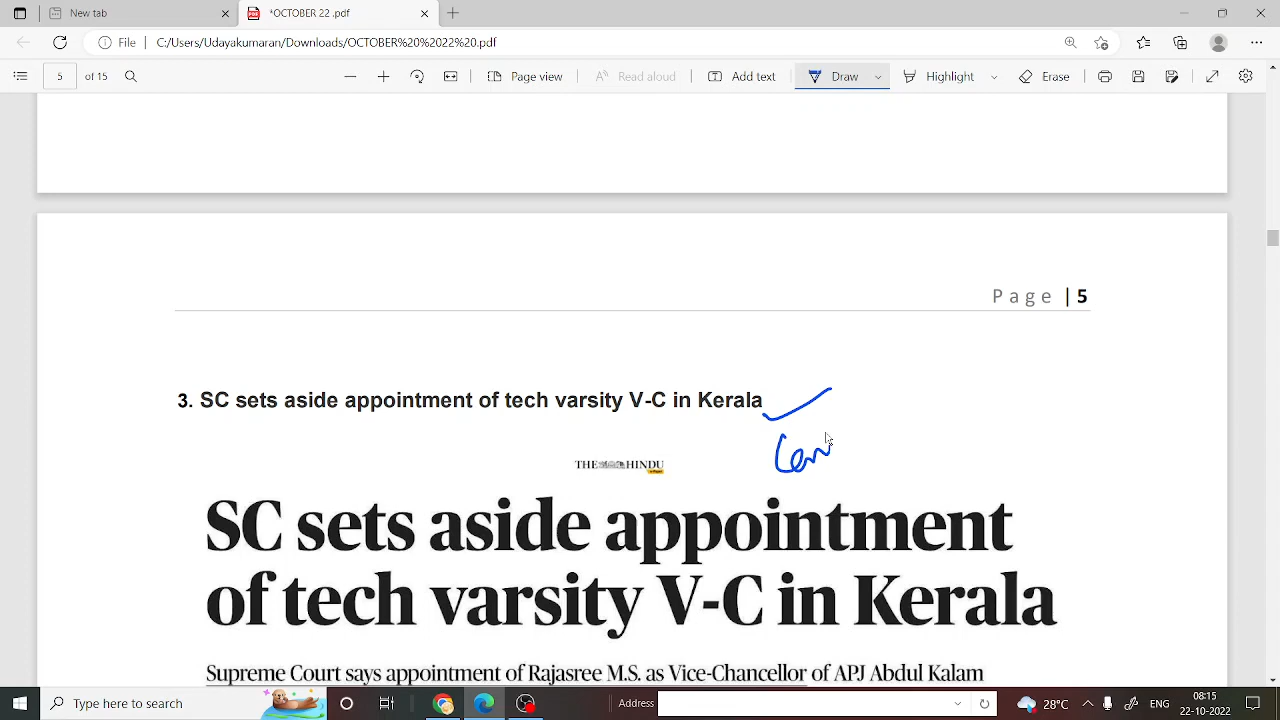 New tab
*OCTOBER 22 .pdf
File
C:/Users/Udayakumaran/Downloads/OCTOBER%20%2022%20.pdf
5 of 15
Page view
Read aloud
Add text
Draw
Highlight
Erase
Page | 5
3. SC sets aside appointment of tech varsity V-C in Kerala
THE HINDU
SC sets aside appointment
of tech varsity V-C in Kerala
Supreme Court says appointment of Rajasree M.S. as Vice-Chancellor of APJ Abdul Kalam
Type here to search
Address
28°C
ENG
08:15
22-10-2022